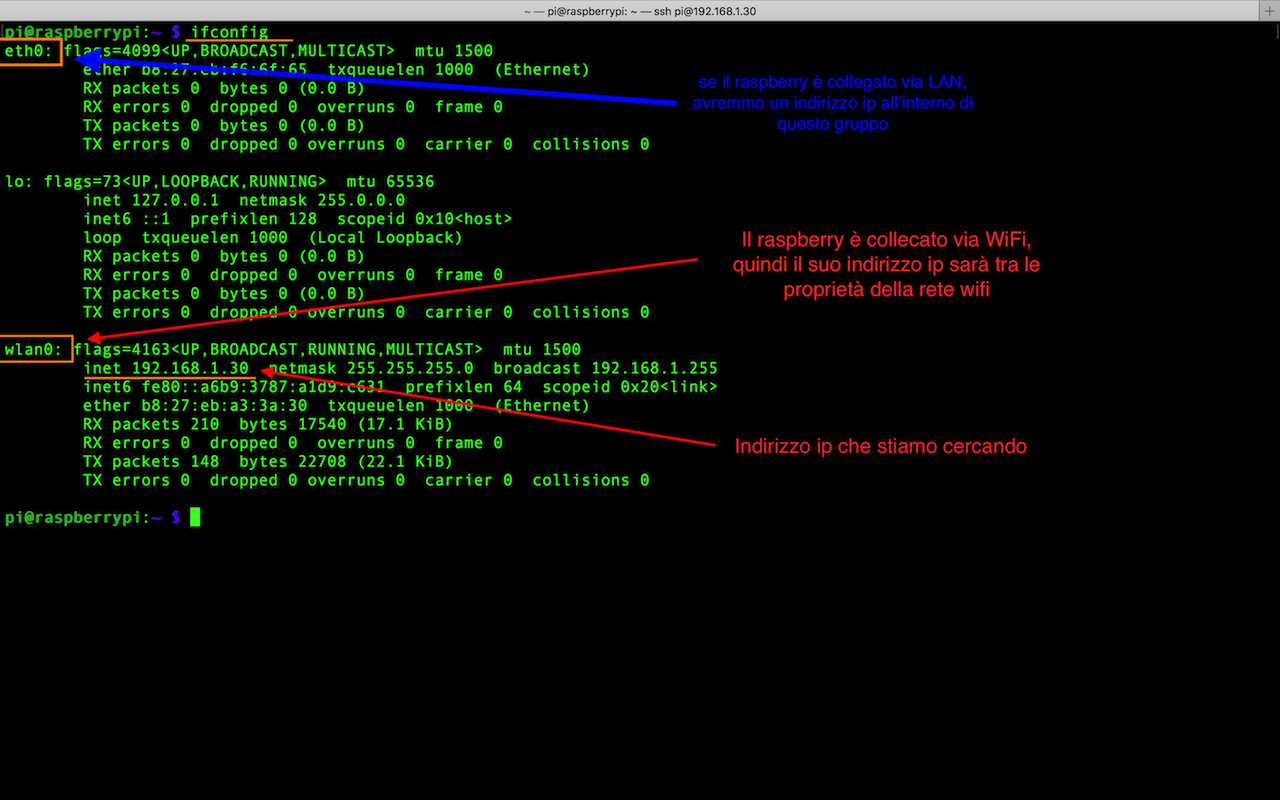 ~ — pi@raspberrypi: ~ — ssh pi@192.168.1.30
pi@raspberrypi:~ $ ifconfig
eth0: flags=4099<UP,BROADCAST,MULTICAST>  mtu 1500
ether b8:27:eb:f6:6f:65  txqueuelen 1000  (Ethernet)
RX packets 0  bytes 0 (0.0 B)
RX errors 0  dropped 0  overruns 0  frame 0
TX packets 0  bytes 0 (0.0 B)
TX errors 0  dropped 0 overruns 0  carrier 0  collisions 0
se il raspberry è collegato via LAN,
avremmo un indirizzo ip all'interno di
questo gruppo
lo: flags=73<UP,LOOPBACK,RUNNING>  mtu 65536
inet 127.0.0.1  netmask 255.0.0.0
inet6 ::1  prefixlen 128  scopeid 0x10<host>
loop  txqueuelen 1000  (Local Loopback)
RX packets 0  bytes 0 (0.0 B)
RX errors 0  dropped 0  overruns 0  frame 0
TX packets 0  bytes 0 (0.0 B)
TX errors 0  dropped 0 overruns 0  carrier 0  collisions 0
Il raspberry è collecato via WiFi,
quindi il suo indirizzo ip sarà tra le
proprietà della rete wifi
wlan0: flags=4163<UP,BROADCAST,RUNNING,MULTICAST>  mtu 1500
inet 192.168.1.30  netmask 255.255.255.0  broadcast 192.168.1.255
inet6 fe80::a6b9:3787:a1d9:c631  prefixlen 64  scopeid 0x20<link>
ether b8:27:eb:a3:3a:30  txqueuelen 1000  (Ethernet)
RX packets 210  bytes 17540 (17.1 KiB)
RX errors 0  dropped 0  overruns 0  frame 0
TX packets 148  bytes 22708 (22.1 KiB)
TX errors 0  dropped 0 overruns 0  carrier 0  collisions 0
Indirizzo ip che stiamo cercando
pi@raspberrypi:~ $